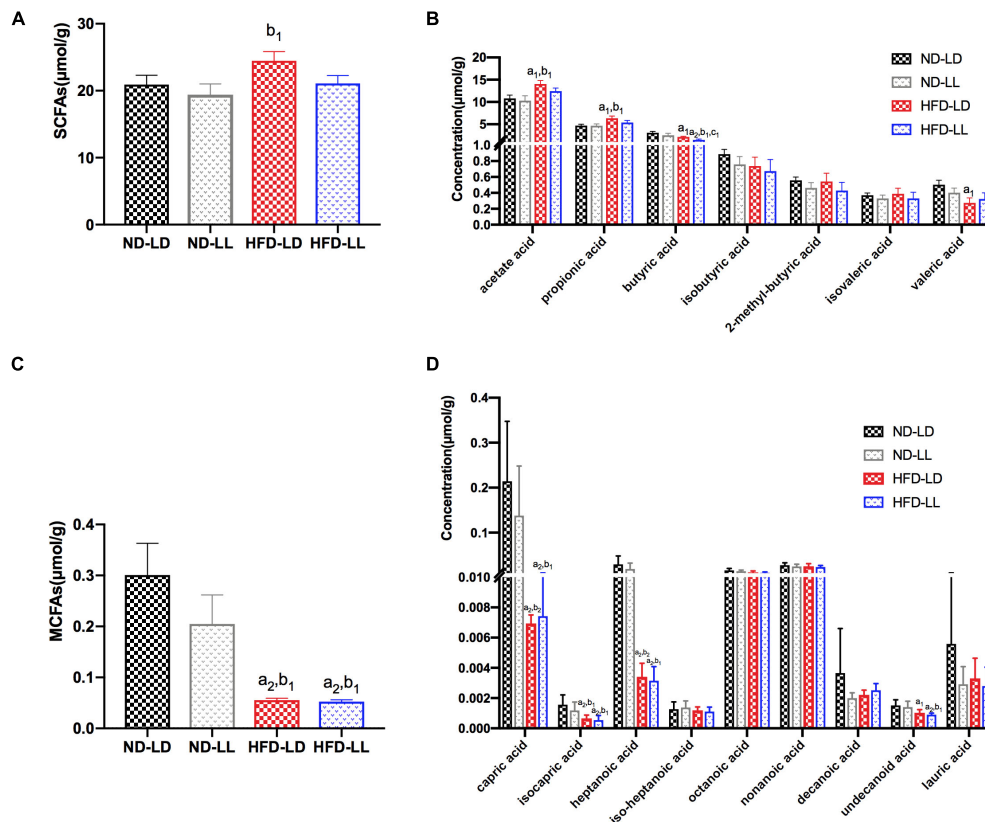 A
SCFAs(μmol/g)
30
20
10
0
b1
ND-LD
ND-LL
HFD-LD
HFD-LL
B
Concentration(μmol/g)
20
15
10
5
1.0
0.8
0.6
0.4
0.2
0.0
a1,b1
a1,b1
a1a2,b1,c1
a1
ND-LD
ND-LL
HFD-LD
HFD-LL
acetate acid
propionic acid
butyric acid
isobutyric acid
2-methyl-butyric acid
isovaleric acid
valeric acid
C
MCFAs(μmol/g)
0.4
0.3
0.2
0.1
0.0
a2,b1
a2,b1
ND-LD
ND-LL
HFD-LD
HFD-LL
D
Concentration(μmol/g)
0.4
0.3
0.2
0.1
0.010
0.008
0.006
0.004
0.002
0.000
a2,b1
a2,b2
a2,b1
a2,b1
a2,b2
a2,b1
a1
a2,b1
ND-LD
ND-LL
HFD-LD
HFD-LL
capric acid
isocapric acid
heptanoic acid
iso-heptanoic acid
octanoic acid
nonanoic acid
decanoic acid
undecanoid acid
lauric acid